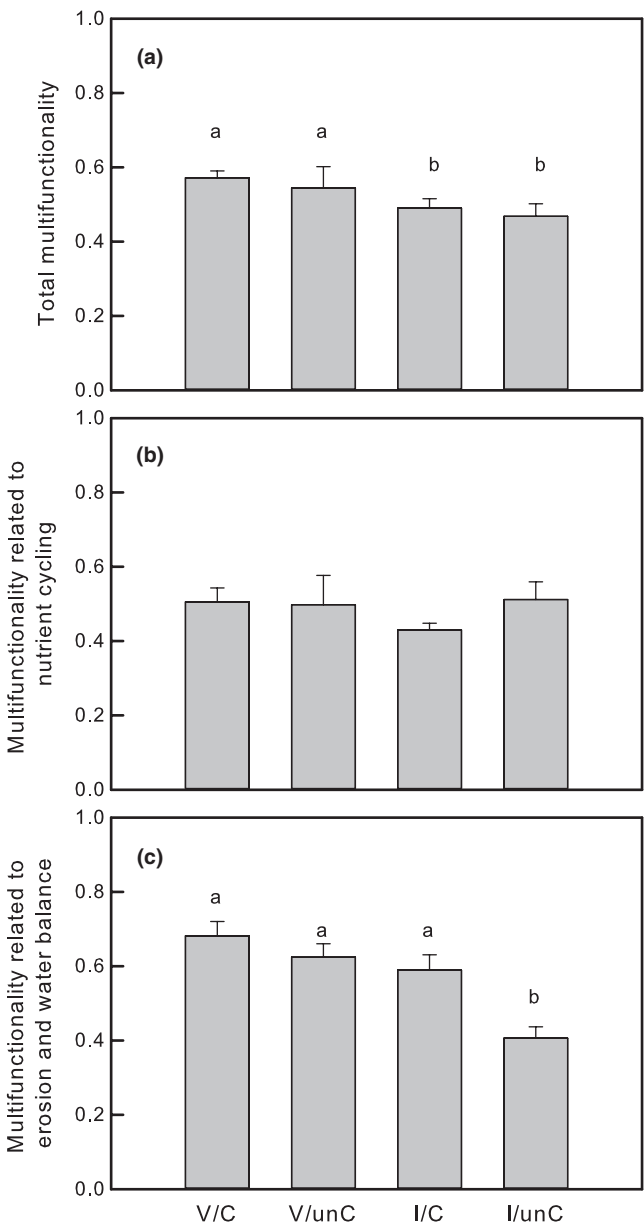 1.0
(a)
0.8
a
a
b
b
0.6
0.4
0.2
0.0
Total multifunctionality
1.0
(b)
0.8
0.6
0.4
0.2
0.0
Multifunctionality related to
nutrient cycling
1.0
(c)
0.8
a
a
a
b
0.6
0.4
0.2
0.0
Multifunctionality related to
erosion and water balance
V/C
V/unC
I/C
I/unC